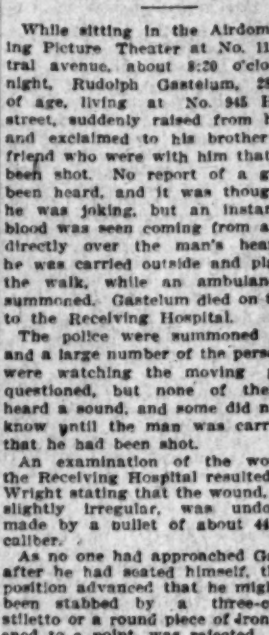 While sitting in the Airdom
ing Picture Theater at No. 11
tral avenue, about 8:20 o'clo
night, Rudolph Gastelum, 2
of age, living at No. 945 E
street, suddenly raised from h
and exclaimed to his brother
friend who were with him that
been shot. No report of a g
been heard, and it was thoug
he was joking, but an instan
blood was seen coming from a
directly over the man's hear
he was carried outside and pla
the walk, while an ambulan
summoned. Gastelum died on t
to the Receiving Hospital.
The police were summoned
and a large number of the perso
were watching the moving
questioned, but none of the
heard a sound, and some did n
know until the man was carr
that he had been shot.
An examination of the wo
the Receiving Hospital resulted
Wright stating that the wound,
slightly irregular, was undo
made by a bullet of about 44
caliber.
As no one had approached Ga
after he had seated himself, t
position advanced that he migh
been stabbed by a three-c
stiletto or a round piece of iron